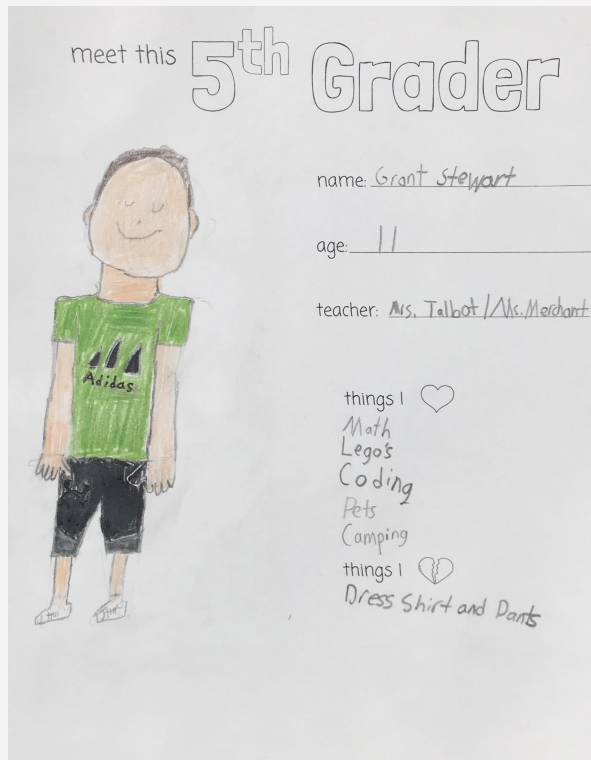 meet this 5th Grader
name: Grant Stewart
age: 11
teacher: Mrs. Talbot/Ms. Merchant
Adidas
things I
Math
Lego's
Coding
Pets
Camping
things I
Dress Shirt and Pants